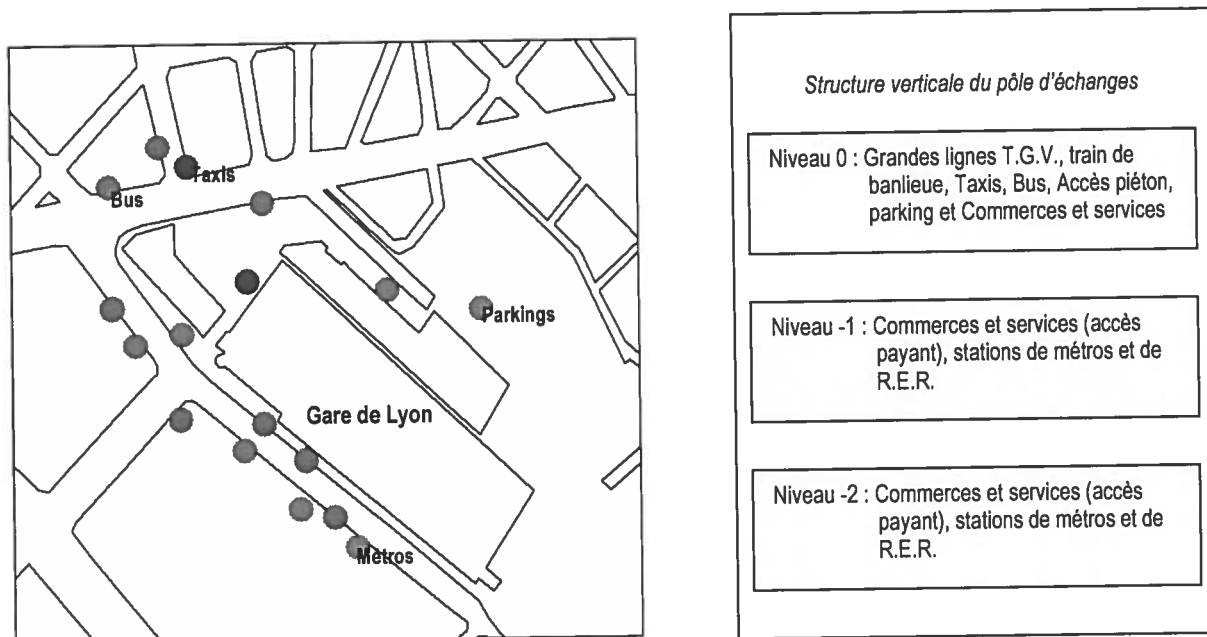 Taxis
Bus
Parkings
Gare de Lyon
Métros
Structure verticale du pôle d'échanges
Niveau 0 : Grandes lignes T.G.V., train de
banlieue, Taxis, Bus, Accès piéton,
parking et Commerces et services
Niveau -1 : Commerces et services (accès
payant), stations de métros et de
R.E.R.
Niveau -2 : Commerces et services (accès
payant), stations de métros et de
R.E.R.